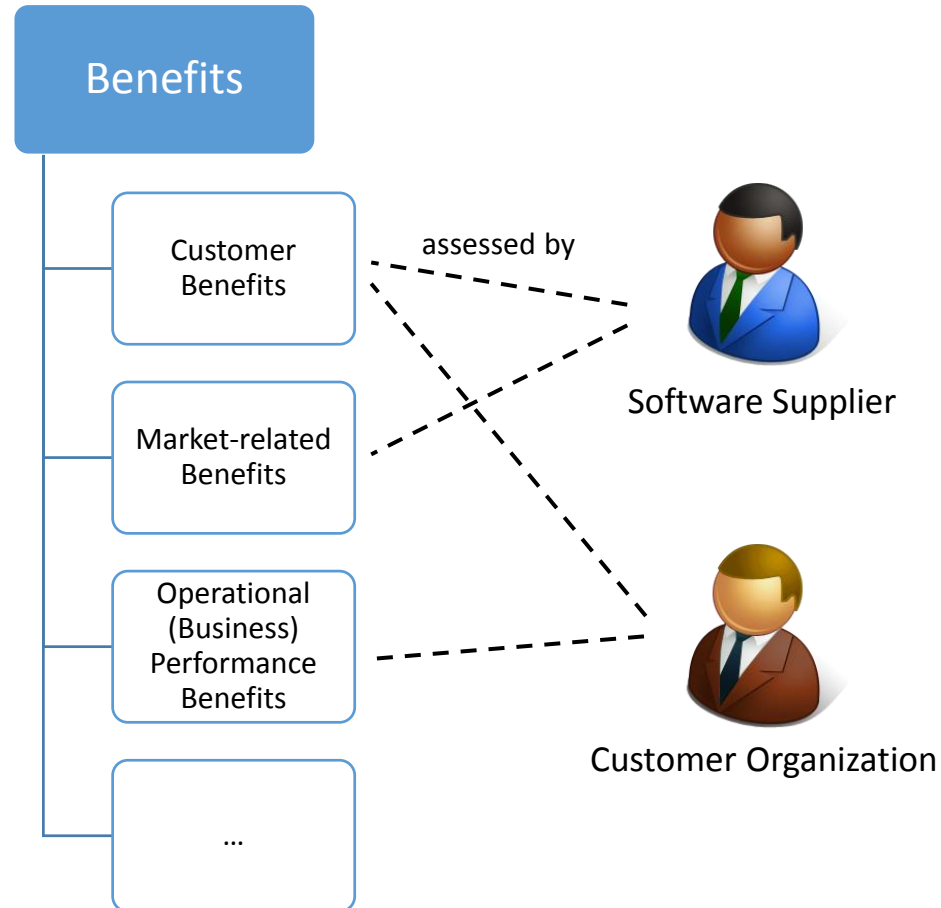 Benefits
Customer
Benefits
assessed by
Market-related
Benefits
Software Supplier
Operational
(Business)
Performance
Benefits
Customer Organization
...